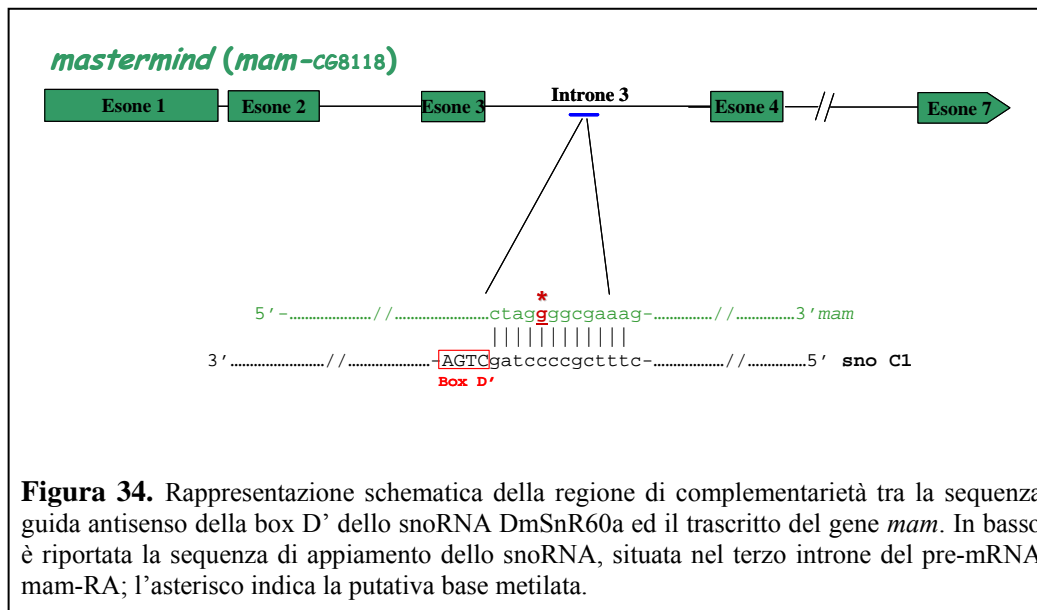 mastermind (mam-CG8118)
Esone 1 Esone 2 Esone 3 Introne 3 Esone 4 // Esone 7
*
5’-…………………//………………ctaggggcgaaag-……………//……………3’mam
||||||||||||
3’…………………//…………………-AGTCgatccccgctttc-……………//……………5’ sno C1
Box D’
Figura 34. Rappresentazione schematica della regione di complementarietà tra la sequenza
guida antisenso della box D’ dello snoRNA DmSnR60a ed il trascritto del gene mam. In basso
è riportata la sequenza di appiamento dello snoRNA, situata nel terzo introne del pre-mRNA
mam-RA; l’asterisco indica la putativa base metilata.